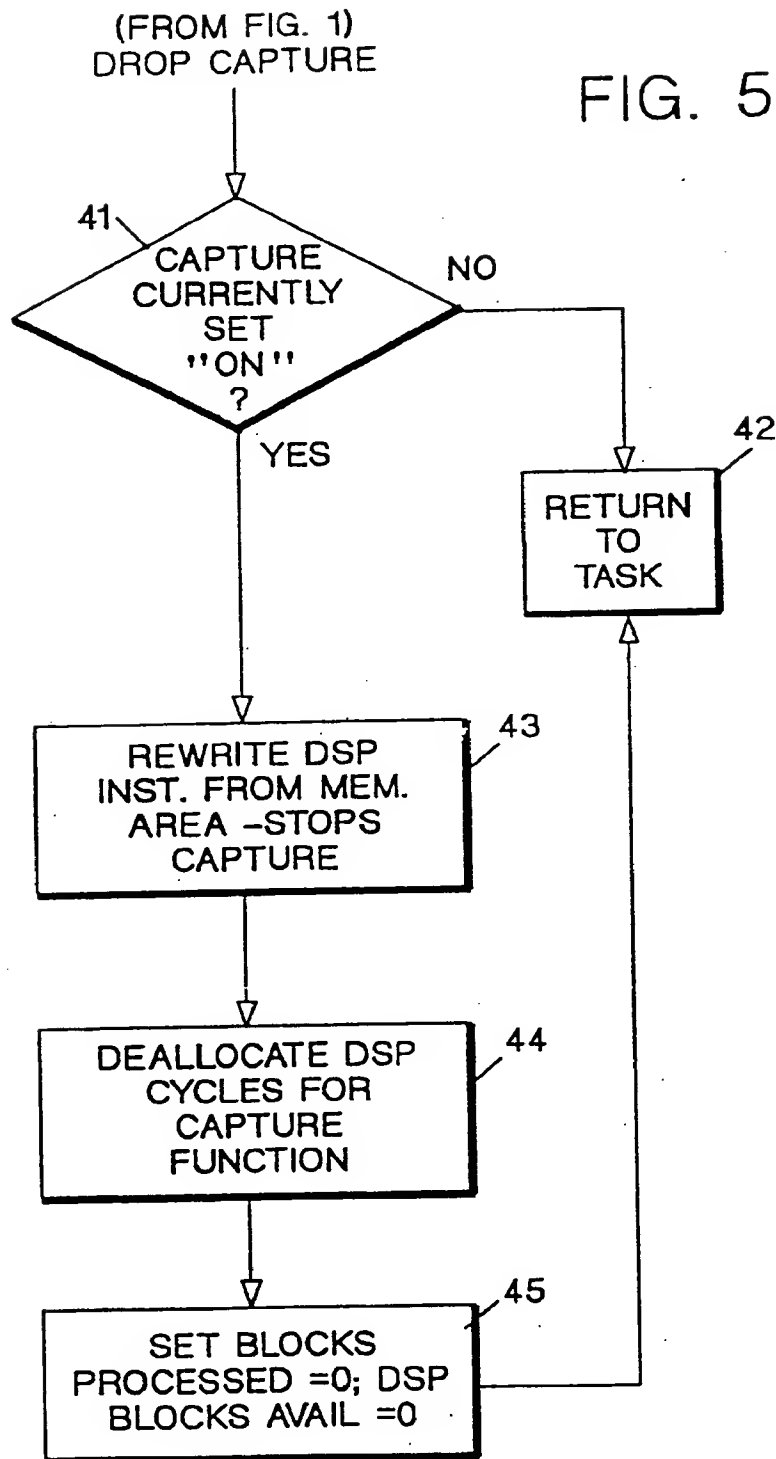 (FROM FIG. 1)
DROP CAPTURE
FIG. 5
41
CAPTURE
CURRENTLY
SET
"ON"
?
NO
YES
42
RETURN
TO
TASK
43
REWRITE DSP
INST. FROM MEM.
AREA -STOPS
CAPTURE
44
DEALLOCATE DSP
CYCLES FOR
CAPTURE
FUNCTION
45
SET BLOCKS
PROCESSED =0; DSP
BLOCKS AVAIL =0